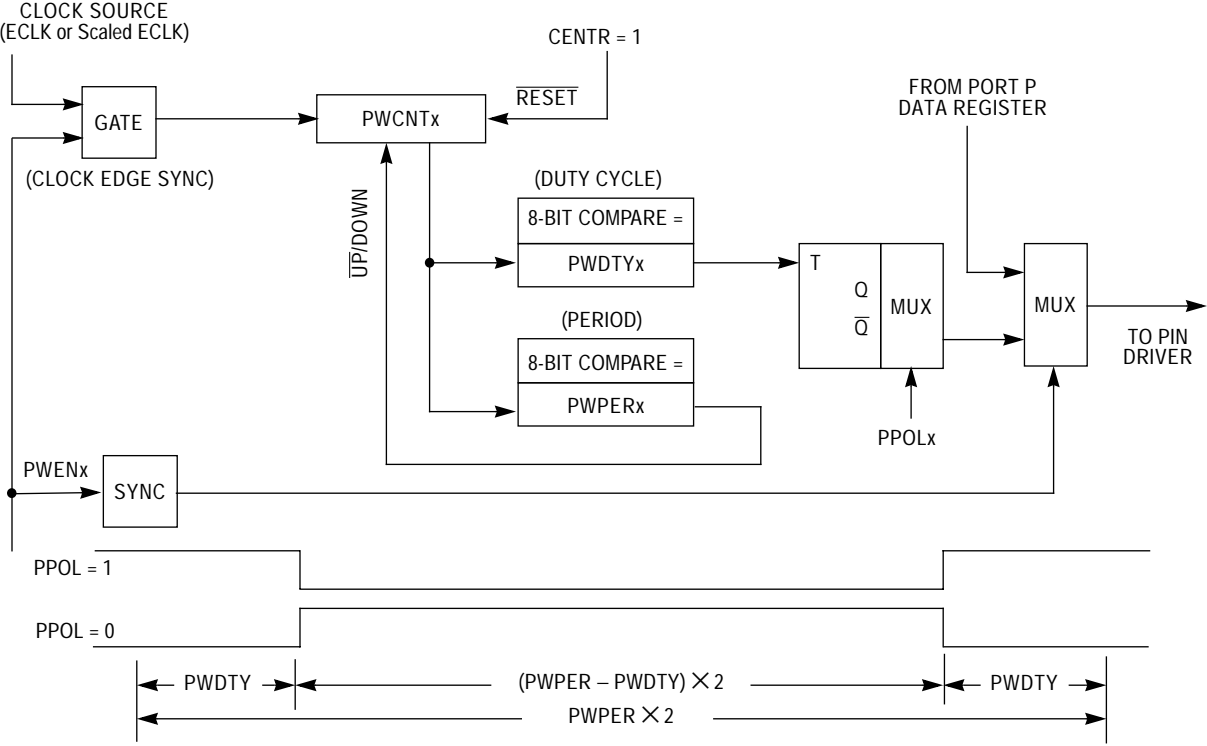 CLOCK SOURCE
(ECLK or Scaled ECLK)
CENTR = 1
FROM PORT P
DATA REGISTER
RESET
GATE
PWCNTx
(CLOCK EDGE SYNC)
UP/DOWN
(DUTY CYCLE)
8-BIT COMPARE =
PWDTYx
T
Q
Q
MUX
MUX
TO PIN
DRIVER
(PERIOD)
8-BIT COMPARE =
PWPERx
PPOLx
PWENx
SYNC
PPOL = 1
PPOL = 0
PWDTY
(PWPER – PWDTY) ✕ 2
PWDTY
PWPER ✕ 2